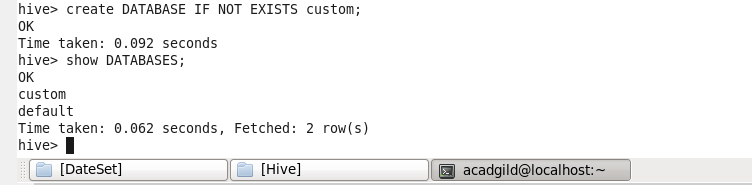 hive> create DATABASE IF NOT EXISTS custom;
OK
Time taken: 0.092 seconds
hive> show DATABASES;
OK
custom
default
Time taken: 0.062 seconds, Fetched: 2 row(s)
hive>
[DateSet] [Hive] acadgild@localhost:~